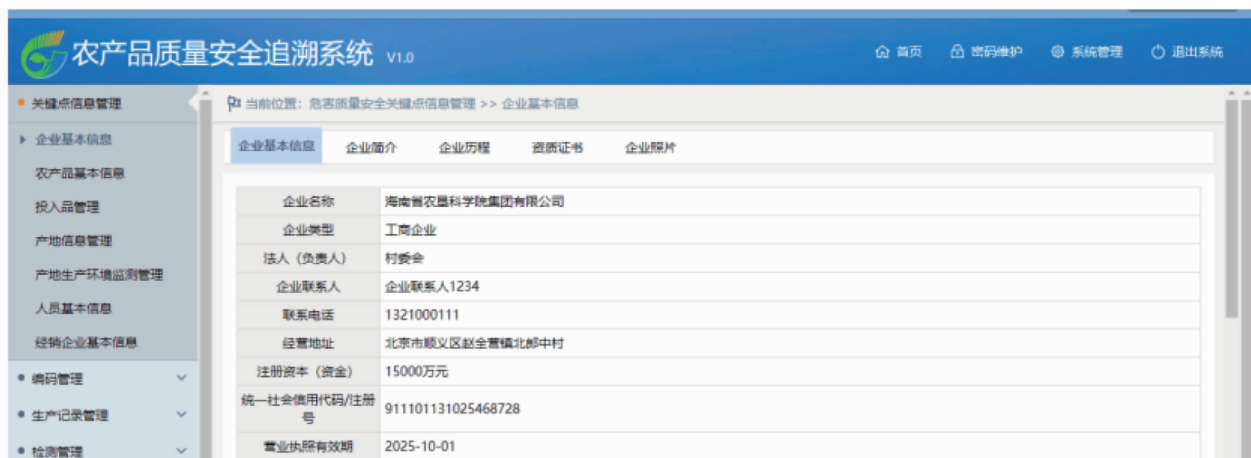 农产品质量安全追溯系统 V1.0
首页 密码维护 系统管理 退出系统
关键点信息管理
当前位置：危害质量安全关键点信息管理 >> 企业基本信息
企业基本信息
农产品基本信息
投入品管理
产地信息管理
产地生产环境监测管理
人员基本信息
经销企业基本信息
编码管理
生产记录管理
检测管理
企业基本信息 企业简介 企业历程 资质证书 企业照片
企业名称 海南省农垦科学院集团有限公司
企业类型 工商企业
法人（负责人） 村委会
企业联系人 企业联系人1234
联系电话 1321000111
经营地址 北京市顺义区赵全营镇北郎中村
注册资本（资金） 15000万元
统一社会信用代码/注册
号 911101131025468728
营业执照有效期 2025-10-01